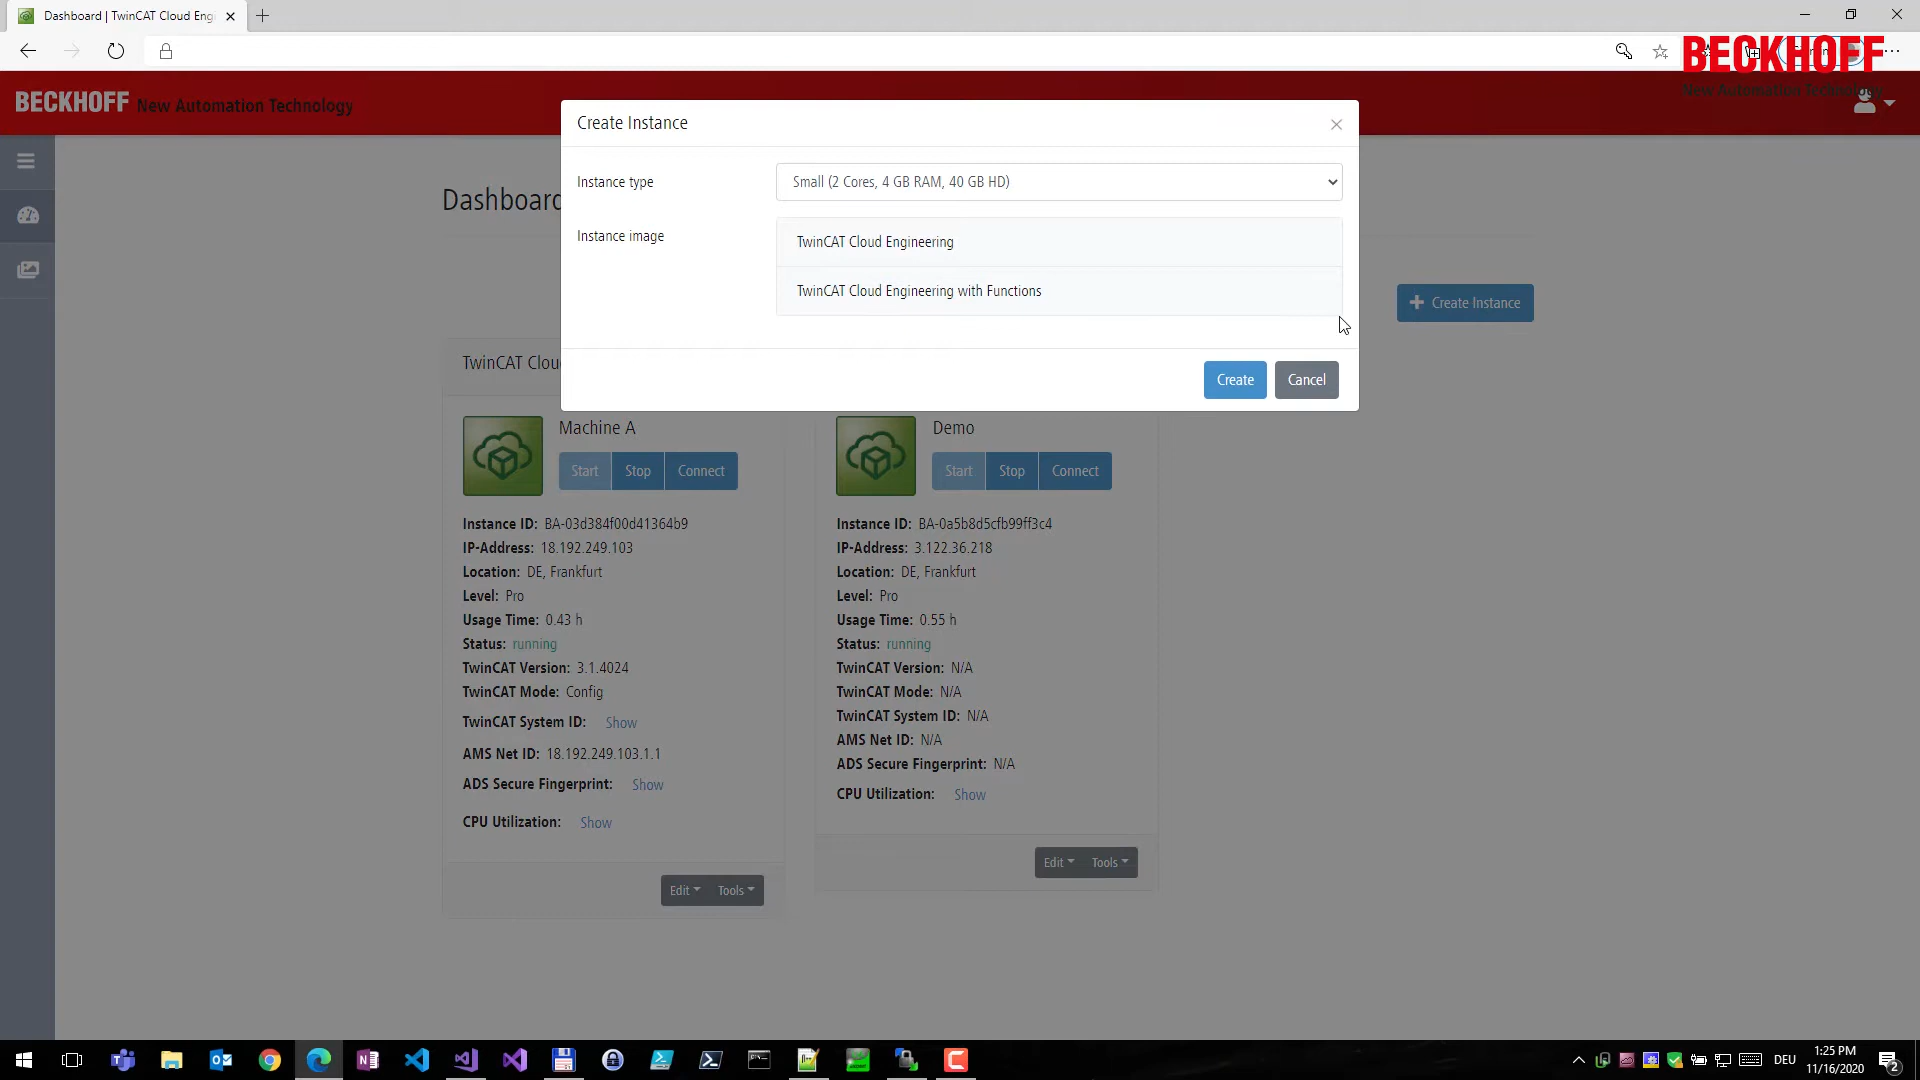 Dashboard | TwinCAT Cloud Eng
BECKHOFF
New Automation Technology
BECKHOFF New Automation Technology
Create Instance
Instance type
Small (2 Cores, 4 GB RAM, 40 GB HD)
Dashboard
Instance image
TwinCAT Cloud Engineering
TwinCAT Cloud Engineering with Functions
Create Instance
TwinCAT Clou
Create
Cancel
Machine A
Start Stop Connect
Instance ID: BA-03d384f00d41364b9
IP-Address: 18.192.249.103
Location: DE, Frankfurt
Level: Pro
Usage Time: 0.43 h
Status: running
TwinCAT Version: 3.1.4024
TwinCAT Mode: Config
TwinCAT System ID: Show
AMS Net ID: 18.192.249.103.1.1
ADS Secure Fingerprint: Show
CPU Utilization: Show
Edit Tools
Demo
Start Stop Connect
Instance ID: BA-0a5b8d5cfb99ff3c4
IP-Address: 3.122.36.218
Location: DE, Frankfurt
Level: Pro
Usage Time: 0.55 h
Status: running
TwinCAT Version: N/A
TwinCAT Mode: N/A
TwinCAT System ID: N/A
AMS Net ID: N/A
ADS Secure Fingerprint: N/A
CPU Utilization: Show
Edit Tools
DEU
1:25 PM
11/16/2020
2